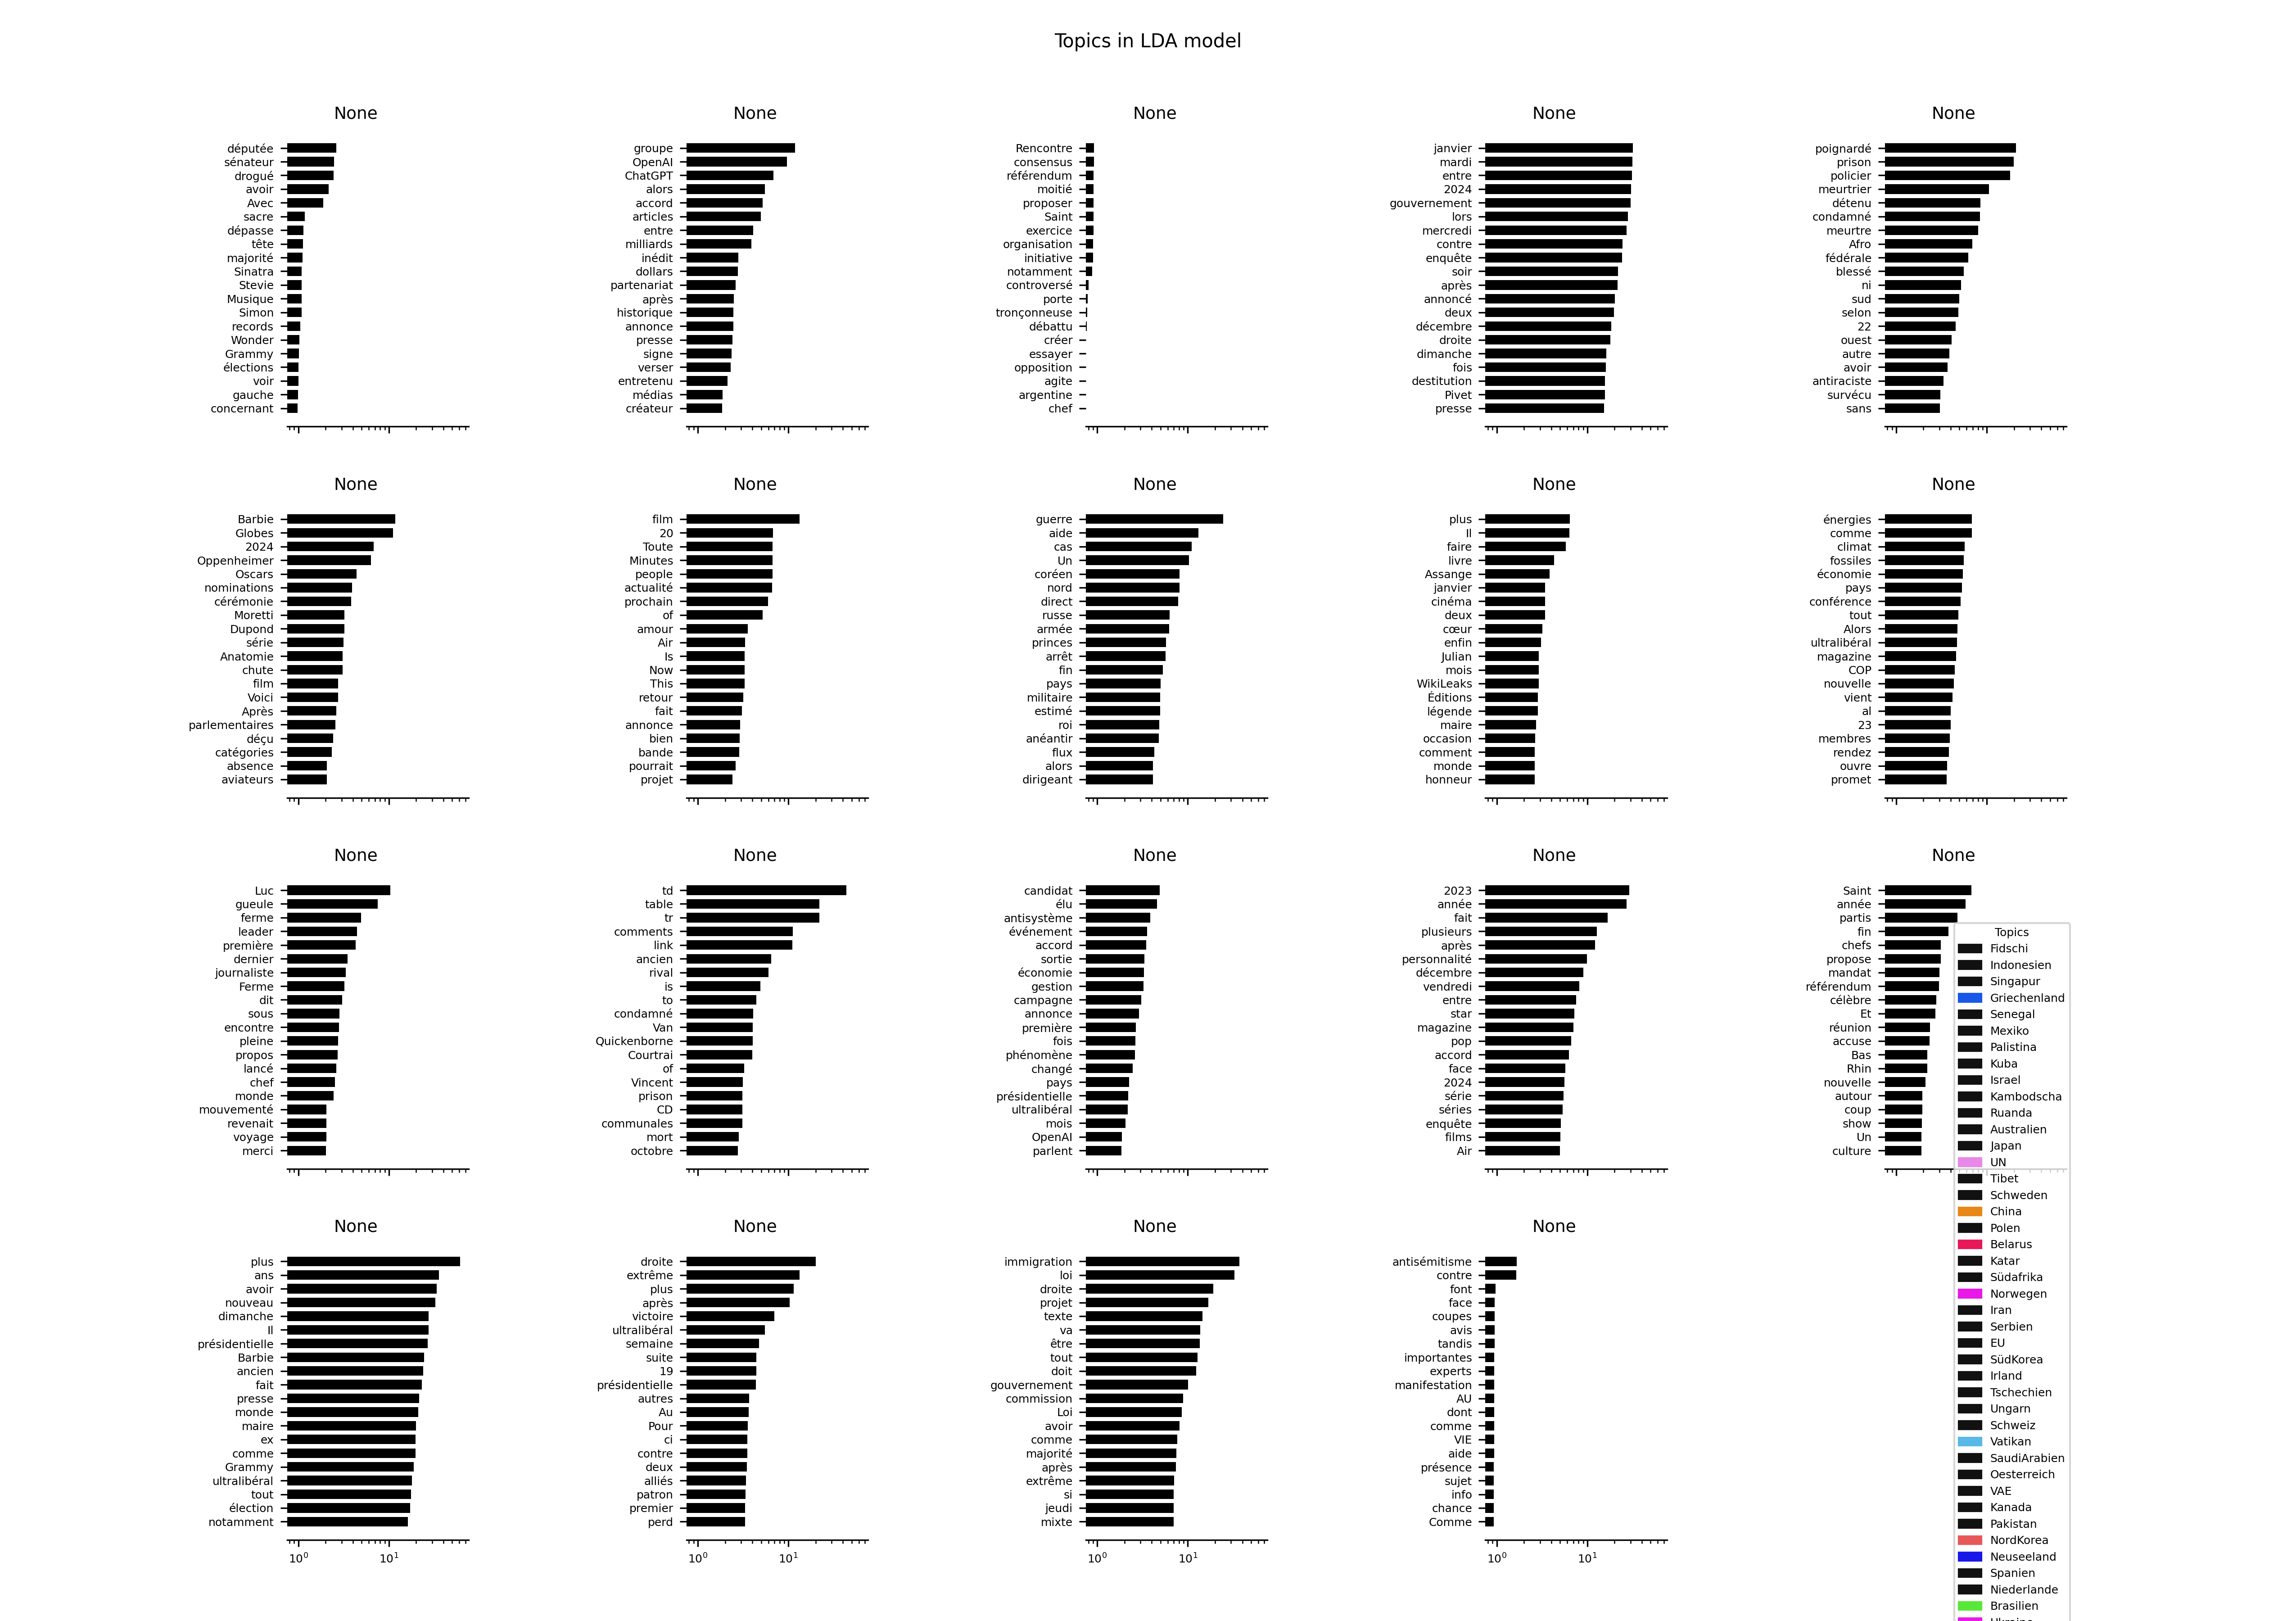 Topics in LDA model
None
députée
sénateur
drogué
avoir
Avec
sacre
dépasse
tête
majorité
Sinatra
Stevie
Musique
Simon
records
Wonder
Grammy
élections
voir
gauche
concernant
None
groupe
OpenAI
ChatGPT
alors
accord
articles
entre
milliards
inédit
dollars
partenariat
après
historique
annonce
presse
signe
verser
entretenu
médias
créateur
None
Rencontre
consensus
référendum
moitié
proposer
Saint
exercice
organisation
initiative
notamment
controversé
porte
tronçonneuse
débattu
créer
essayer
opposition
agite
argentine
chef
None
janvier
mardi
entre
2024
gouvernement
lors
mercredi
contre
enquête
soir
après
annoncé
deux
décembre
droite
dimanche
fois
destitution
Pivet
presse
None
poignardé
prison
policier
meurtrier
détenu
condamné
meurtre
Afro
fédérale
blessé
ni
sud
selon
22
ouest
autre
avoir
antiraciste
survécu
sans
None
Barbie
Globes
2024
Oppenheimer
Oscars
nominations
cérémonie
Moretti
Dupond
série
Anatomie
chute
film
Voici
Après
parlementaires
déçu
catégories
absence
aviateurs
None
film
20
Toute
Minutes
people
actualité
prochain
of
amour
Air
Is
Now
This
retour
fait
annonce
bien
bande
pourrait
projet
None
guerre
aide
cas
Un
coréen
nord
direct
russe
armée
princes
arrêt
fin
pays
militaire
estimé
roi
anéantir
flux
alors
dirigeant
None
plus
Il
faire
livre
Assange
janvier
cinéma
deux
cœur
enfin
Julian
mois
WikiLeaks
Éditions
légende
maire
occasion
comment
monde
honneur
None
énergies
comme
climat
fossiles
économie
pays
conférence
tout
Alors
ultralibéral
magazine
COP
nouvelle
vient
al
23
membres
rendez
ouvre
promet
None
Luc
gueule
ferme
leader
première
dernier
journaliste
Ferme
dit
sous
encontre
pleine
propos
lancé
chef
monde
mouvementé
revenait
voyage
merci
None
td
table
tr
comments
link
ancien
rival
is
to
condamné
Van
Quickenborne
Courtrai
of
Vincent
prison
CD
communales
mort
octobre
None
candidat
élu
antisystème
événement
accord
sortie
économie
gestion
campagne
annonce
première
fois
phénomène
changé
pays
présidentielle
ultralibéral
mois
OpenAI
parlent
None
2023
année
fait
plusieurs
après
personnalité
décembre
vendredi
entre
star
magazine
pop
accord
face
2024
série
séries
enquête
films
Air
None
Saint
année
partis
fin
chefs
propose
mandat
référendum
célèbre
Et
réunion
accuse
Bas
Rhin
nouvelle
autour
coup
show
Un
culture
None
plus
ans
avoir
nouveau
dimanche
Il
présidentielle
Barbie
ancien
fait
presse
monde
maire
ex
comme
Grammy
ultralibéral
tout
élection
notamment
10^0 10^1
None
droite
extrême
plus
après
victoire
ultralibéral
semaine
suite
19
présidentielle
autres
Au
Pour
ci
contre
deux
alliés
patron
premier
perd
10^0 10^1
None
immigration
loi
droite
projet
texte
va
être
tout
doit
gouvernement
commission
Loi
avoir
comme
majorité
après
extrême
si
jeudi
mixte
10^0 10^1
None
antisémitisme
contre
font
face
coupes
avis
tandis
importantes
experts
manifestation
AU
dont
comme
VIE
aide
présence
sujet
info
chance
Comme
10^0 10^1
Topics
Fidschi
Indonesien
Singapur
Griechenland
Senegal
Mexiko
Palistina
Kuba
Israel
Kambodscha
Ruanda
Australien
Japan
UN
Tibet
Schweden
China
Polen
Belarus
Katar
Südafrika
Norwegen
Iran
Serbien
EU
SüdKorea
Irland
Tschechien
Ungarn
Schweiz
Vatikan
SaudiArabien
Oesterreich
VAE
Kanada
Pakistan
NordKorea
Neuseeland
Spanien
Niederlande
Brasilien